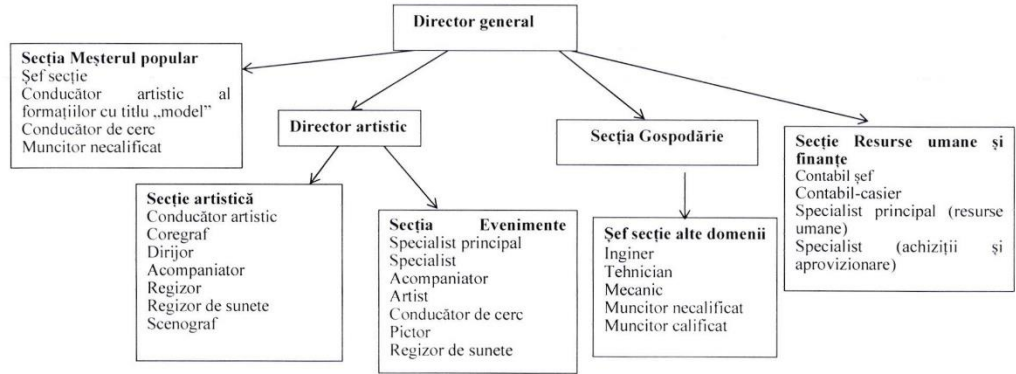 Director general
Secția Meșterul popular
Șef secție
Conducător artistic al
formațiilor cu titlu „model”
Conducător de cerc
Muncitor necalificat
Director artistic
Secția Gospodărie
Secție Resurse umane și
finanțe
Contabil șef
Contabil-casier
Specialist principal (resurse
umane)
Specialist (achiziții și
aprovizionare)
Secție artistică
Conducător artistic
Coregraf
Dirijor
Acompaniator
Regizor
Regizor de sunete
Scenograf
Secția Evenimente
Specialist principal
Specialist
Acompaniator
Artist
Conducător de cerc
Pictor
Regizor de sunete
Șef secție alte domenii
Inginer
Tehnician
Mecanic
Muncitor necalificat
Muncitor calificat